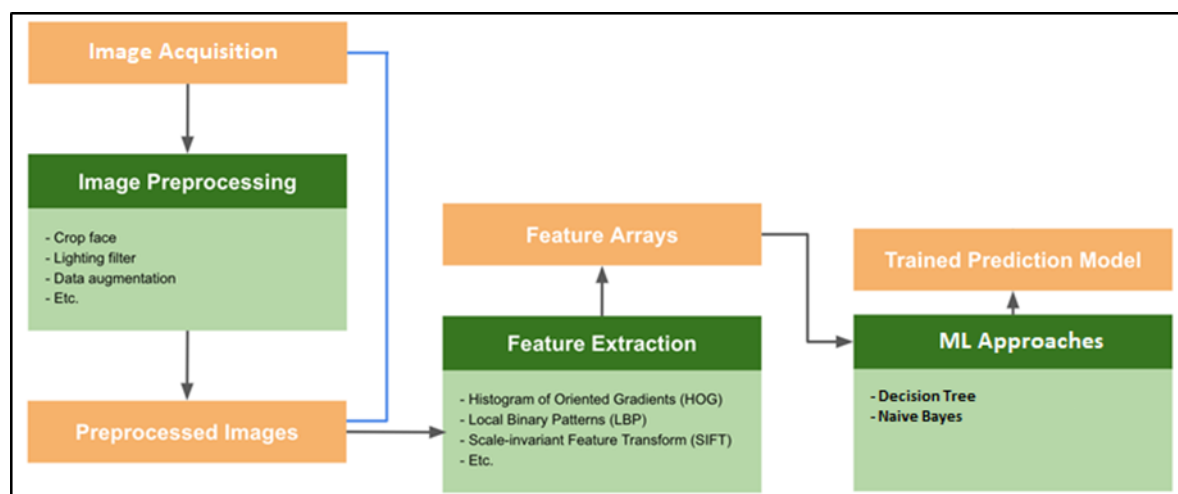 Image Acquisition
Image Preprocessing
- Crop face
- Lighting filter
- Data augmentation
- Etc.
Preprocessed Images
Feature Arrays
Feature Extraction
- Histogram of Oriented Gradients (HOG)
- Local Binary Patterns (LBP)
- Scale-invariant Feature Transform (SIFT)
- Etc.
Trained Prediction Model
ML Approaches
- Decision Tree
- Naive Bayes